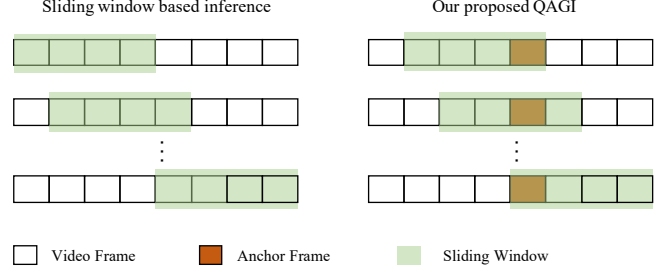 Sliding window based inference
Our proposed QAGI
Video Frame
Anchor Frame
Sliding Window